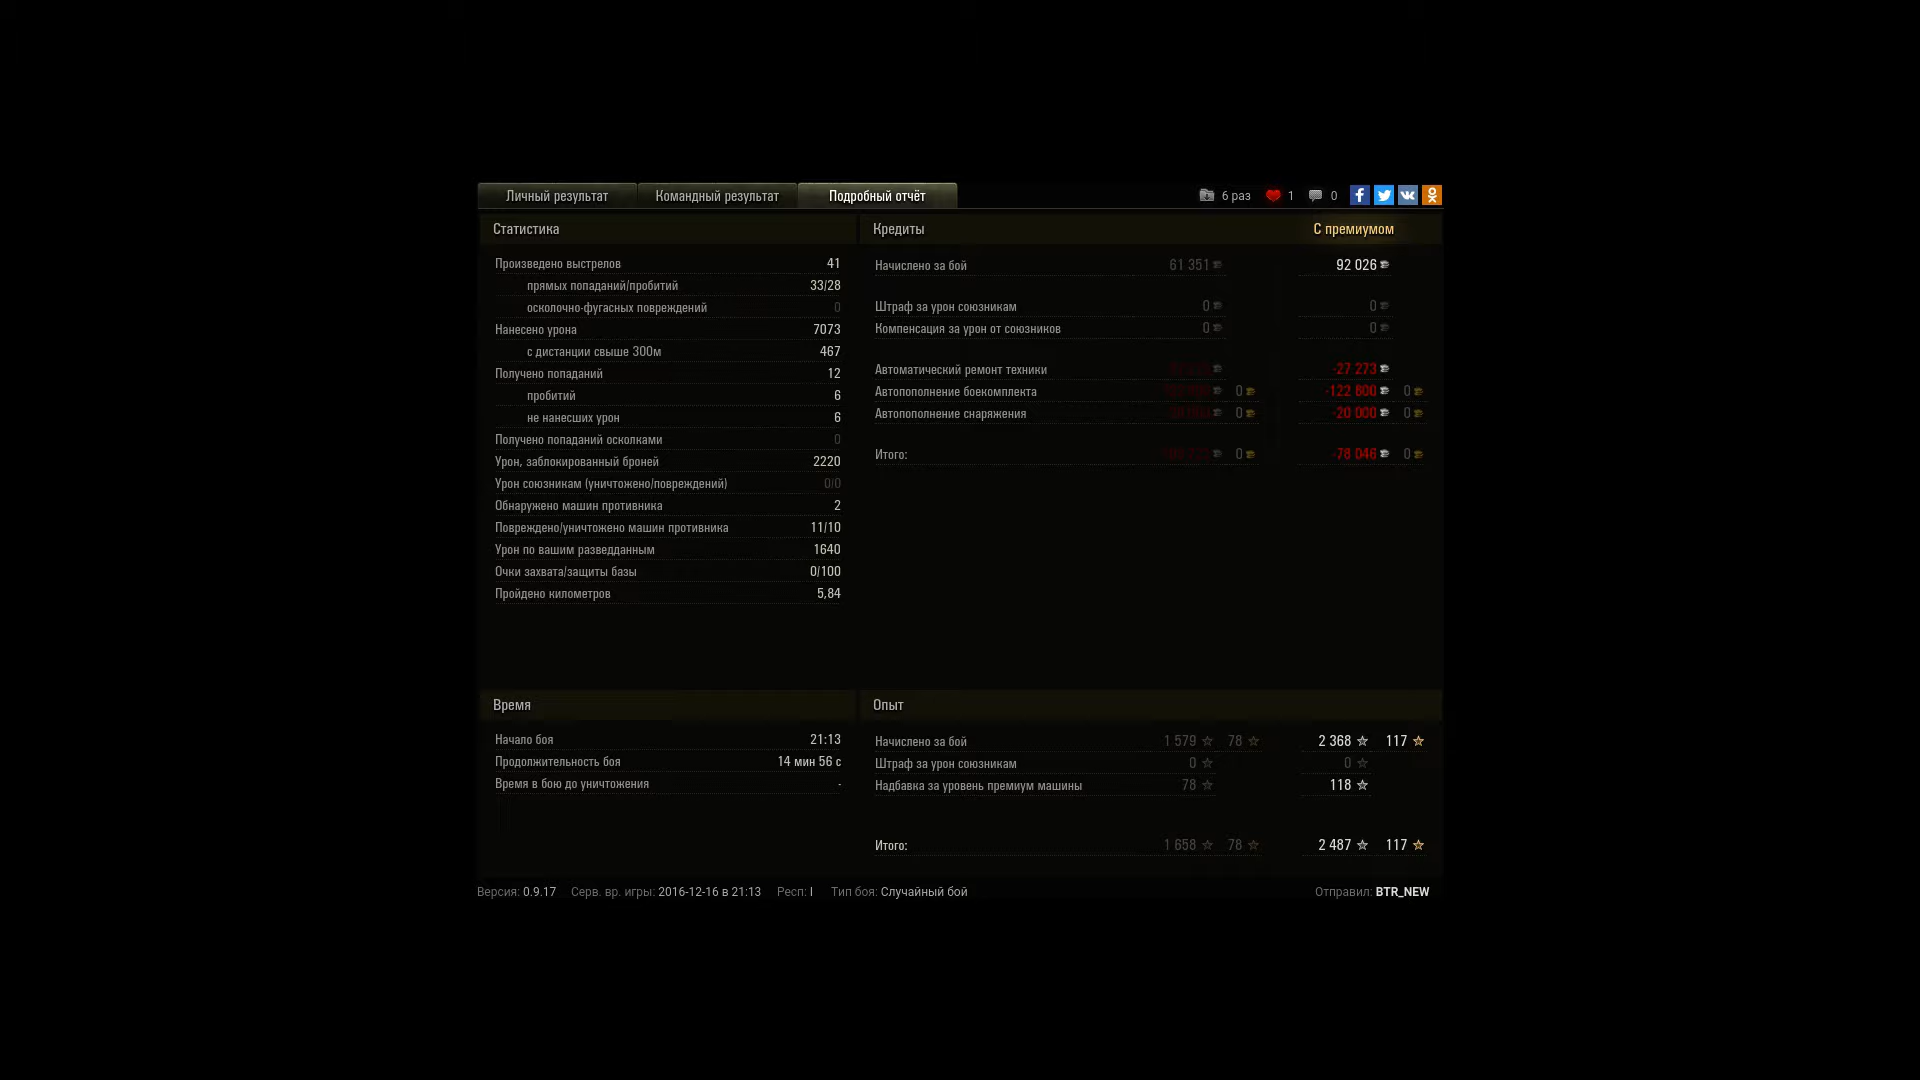 Личный результат Командный результат Подробный отчёт 6 раз 1 0
Статистика
Произведено выстрелов 41
прямых попаданий/пробитий 33/28
осколочно-фугасных повреждений 0
Нанесено урона 7073
с дистанции свыше 300м 467
Получено попаданий 12
пробитий 6
не нанесших урон 6
Получено попаданий осколками 0
Урон, заблокированный броней 2220
Урон союзникам (уничтожено/повреждений) 0/0
Обнаружено машин противника 2
Повреждено/уничтожено машин противника 11/10
Урон по вашим разведданным 1640
Очки захвата/защиты базы 0/100
Пройдено километров 5,84
Кредиты С премиумом
Начислено за бой 61 351 92 026
Штраф за урон союзникам 0 0
Компенсация за урон от союзников 0 0
Автоматический ремонт техники -27 273
Автопополнение боекомплекта 0 -122 800 0
Автопополнение снаряжения 0 -20 000 0
Итого: 0 -78 046 0
Время
Начало боя 21:13
Продолжительность боя 14 мин 56 с
Время в бою до уничтожения -
Опыт
Начислено за бой 1 579 78 2 368 117
Штраф за урон союзникам 0 0
Надбавка за уровень премиум машины 78 118
Итого: 1 658 78 2 487 117
Версия: 0.9.17 Серв. вр. игры: 2016-12-16 в 21:13 Респ: I Тип боя: Случайный бой Отправил: BTR_NEW